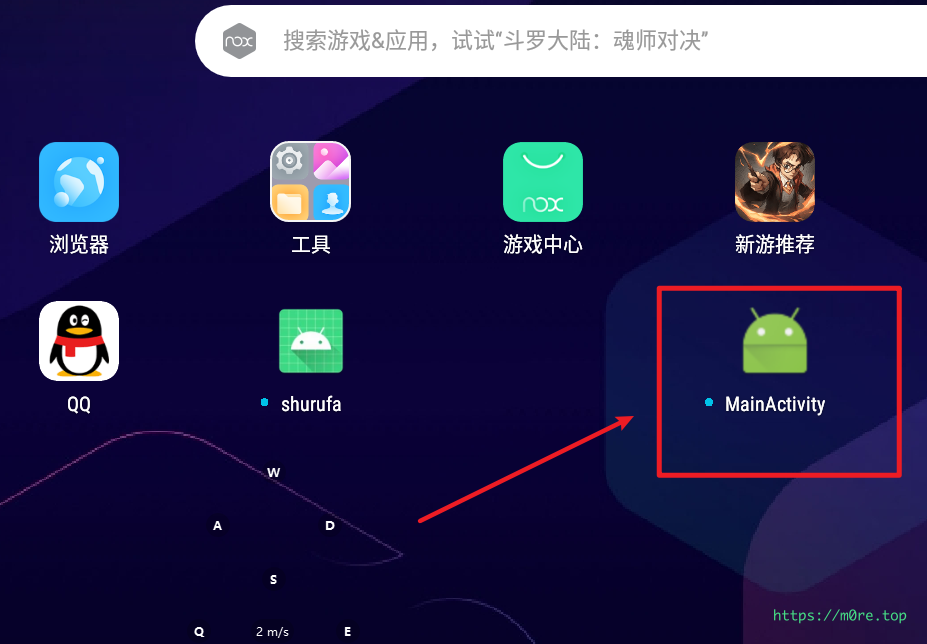 nox
搜索游戏&应用，试试“斗罗大陆：魂师对决”
nox
浏览器
工具
游戏中心
新游推荐
QQ
shurufa
MainActivity
W
A
D
S
Q
2 m/s
E
https://m0re.top